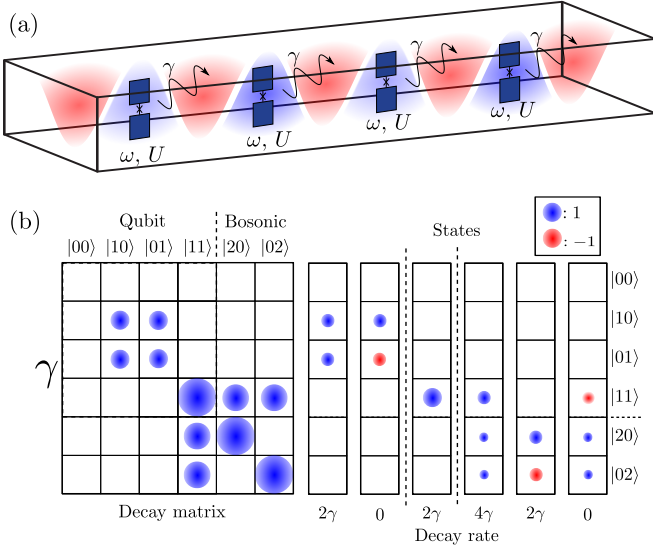 (a)
γ γ γ γ
ω, U ω, U ω, U ω, U
(b)
Qubit Bosonic States
: 1
: −1
|00⟩ |10⟩ |01⟩ |11⟩ |20⟩ |02⟩
|00⟩
|10⟩
|01⟩
γ
|11⟩
|20⟩
|02⟩
Decay matrix
2γ 0 2γ 4γ 2γ 0
Decay rate